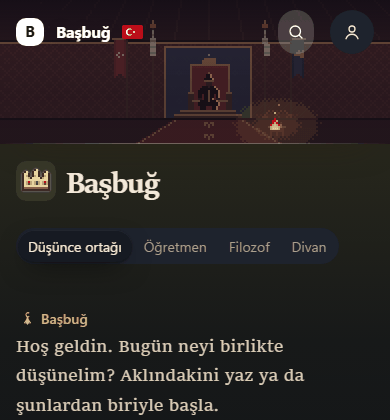 B Başbuğ
Başbuğ
Düşünce ortağı Öğretmen Filozof Divan
Başbuğ
Hoş geldin. Bugün neyi birlikte
düşünelim? Aklındakini yaz ya da
şunlardan biriyle başla.